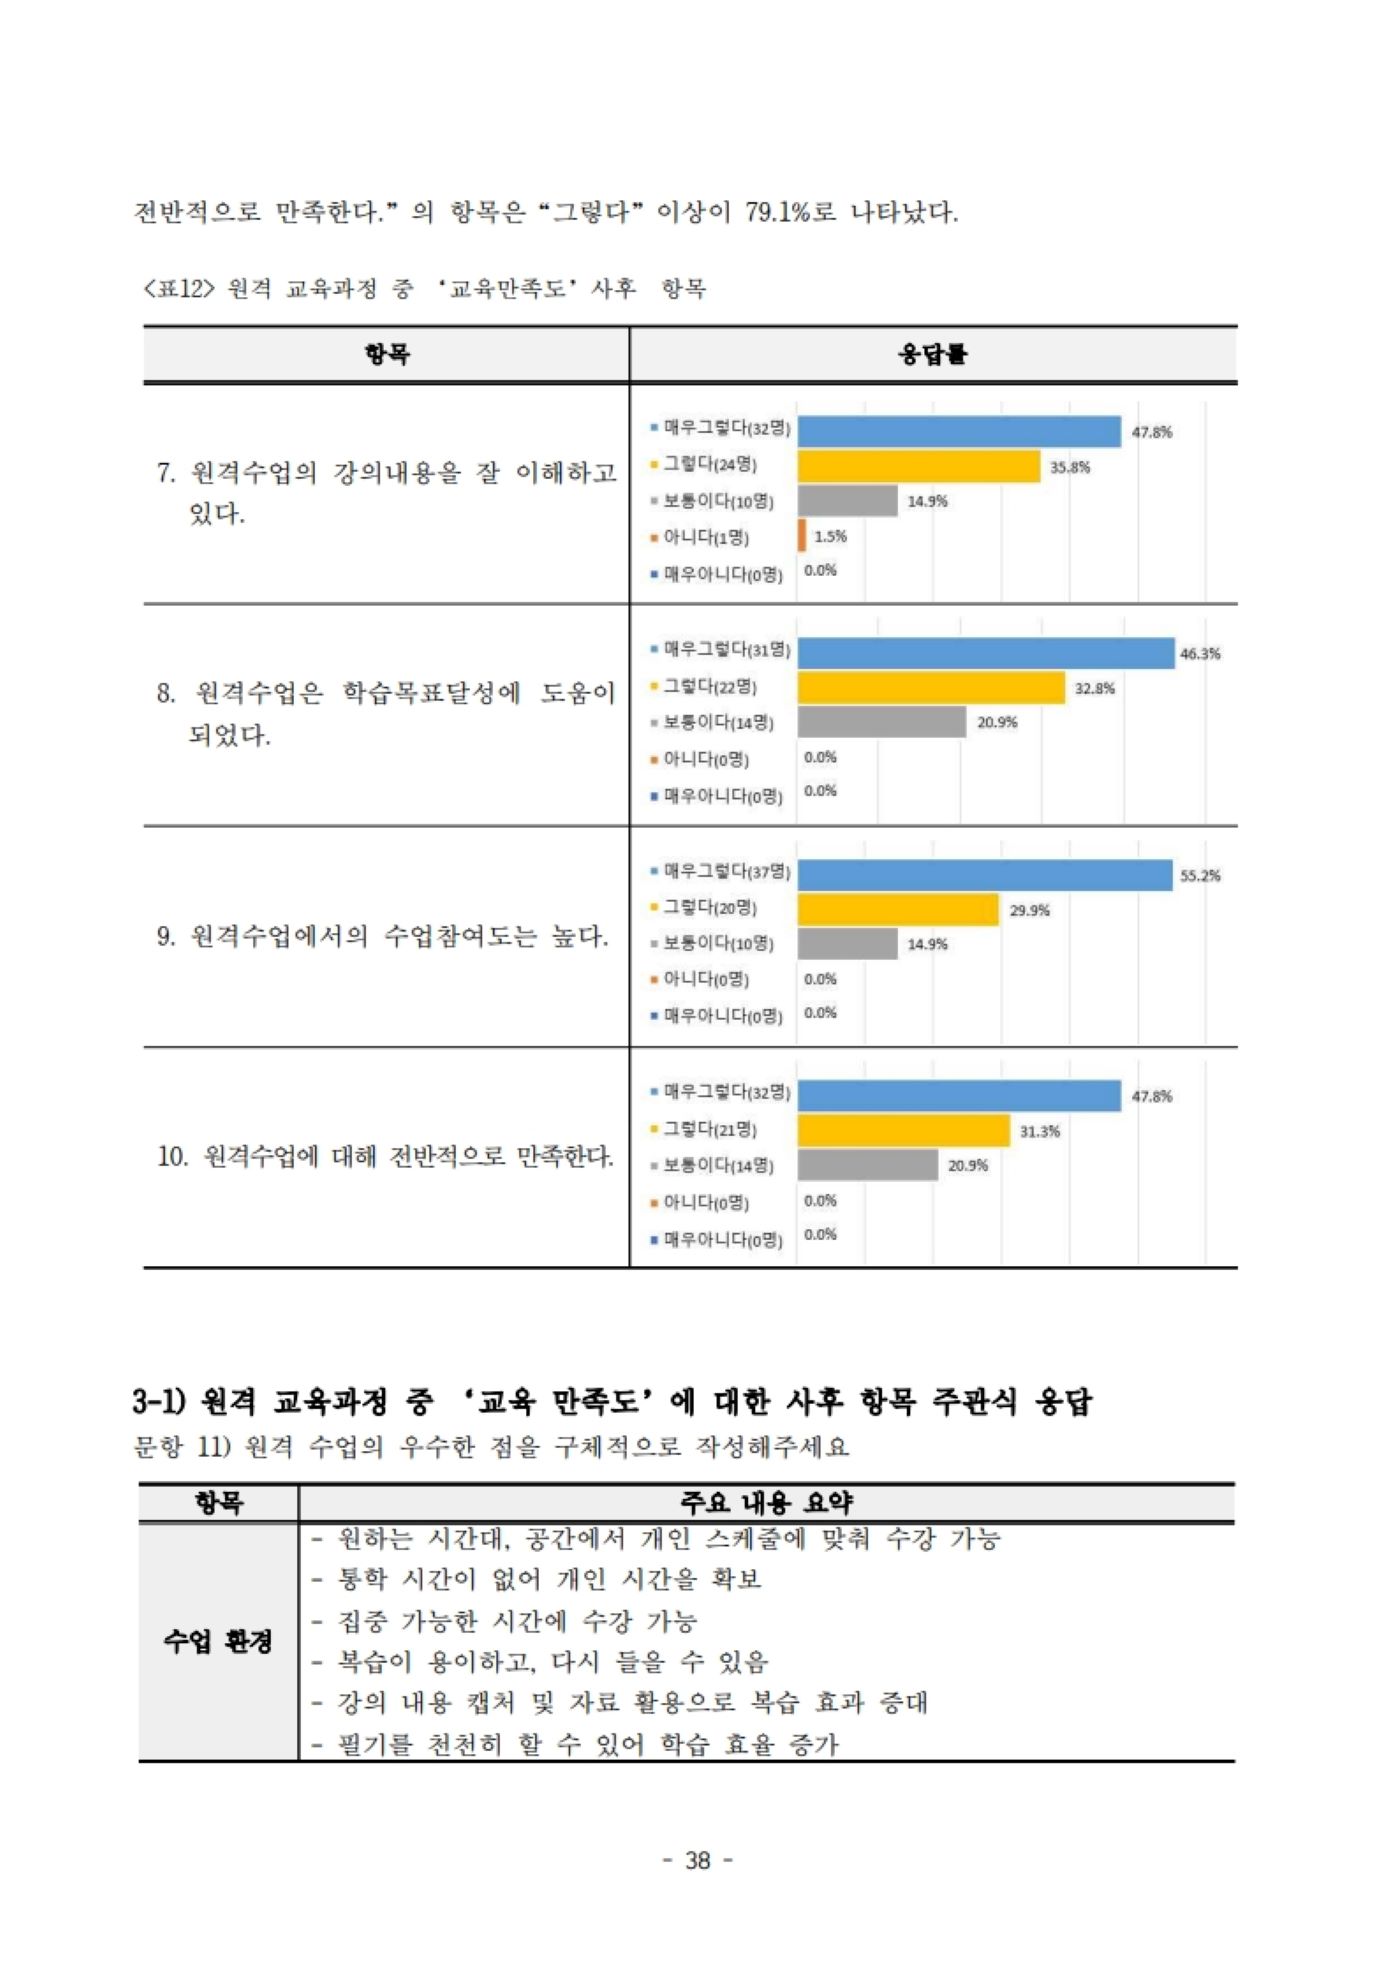 전반적으로 만족한다.” 의 항목은 “그렇다” 이상이 79.1%로 나타났다.
<표12> 원격 교육과정 중 ‘교육만족도’ 사후 항목
항목 응답률
7. 원격수업의 강의내용을 잘 이해하고
있다.
매우그렇다(32명) 47.8%
그렇다(24명) 35.8%
보통이다(10명) 14.9%
아니다(1명) 1.5%
매우아니다(0명) 0.0%
8. 원격수업은 학습목표달성에 도움이
되었다.
매우그렇다(31명) 46.3%
그렇다(22명) 32.8%
보통이다(14명) 20.9%
아니다(0명) 0.0%
매우아니다(0명) 0.0%
9. 원격수업에서의 수업참여도는 높다.
매우그렇다(37명) 55.2%
그렇다(20명) 29.9%
보통이다(10명) 14.9%
아니다(0명) 0.0%
매우아니다(0명) 0.0%
10. 원격수업에 대해 전반적으로 만족한다.
매우그렇다(32명) 47.8%
그렇다(21명) 31.3%
보통이다(14명) 20.9%
아니다(0명) 0.0%
매우아니다(0명) 0.0%
3-1) 원격 교육과정 중 ‘교육 만족도’에 대한 사후 항목 주관식 응답
문항 11) 원격 수업의 우수한 점을 구체적으로 작성해주세요
항목 주요 내용 요약
수업 환경
- 원하는 시간대, 공간에서 개인 스케줄에 맞춰 수강 가능
- 통학 시간이 없어 개인 시간을 확보
- 집중 가능한 시간에 수강 가능
- 복습이 용이하고, 다시 들을 수 있음
- 강의 내용 캡처 및 자료 활용으로 복습 효과 증대
- 필기를 천천히 할 수 있어 학습 효율 증가
- 38 -